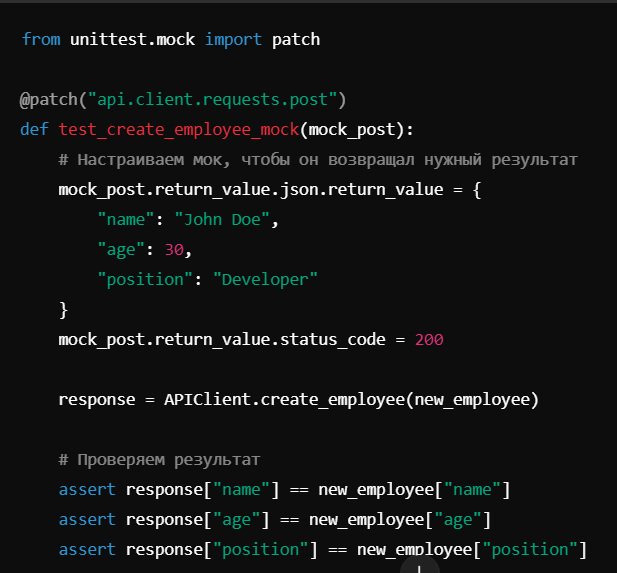 from unittest.mock import patch
@patch("api.client.requests.post")
def test_create_employee_mock(mock_post):
# Настраиваем мок, чтобы он возвращал нужный результат
mock_post.return_value.json.return_value = {
"name": "John Doe",
"age": 30,
"position": "Developer"
}
mock_post.return_value.status_code = 200
response = APIClient.create_employee(new_employee)
# Проверяем результат
assert response["name"] == new_employee["name"]
assert response["age"] == new_employee["age"]
assert response["position"] == new_employee["position"]